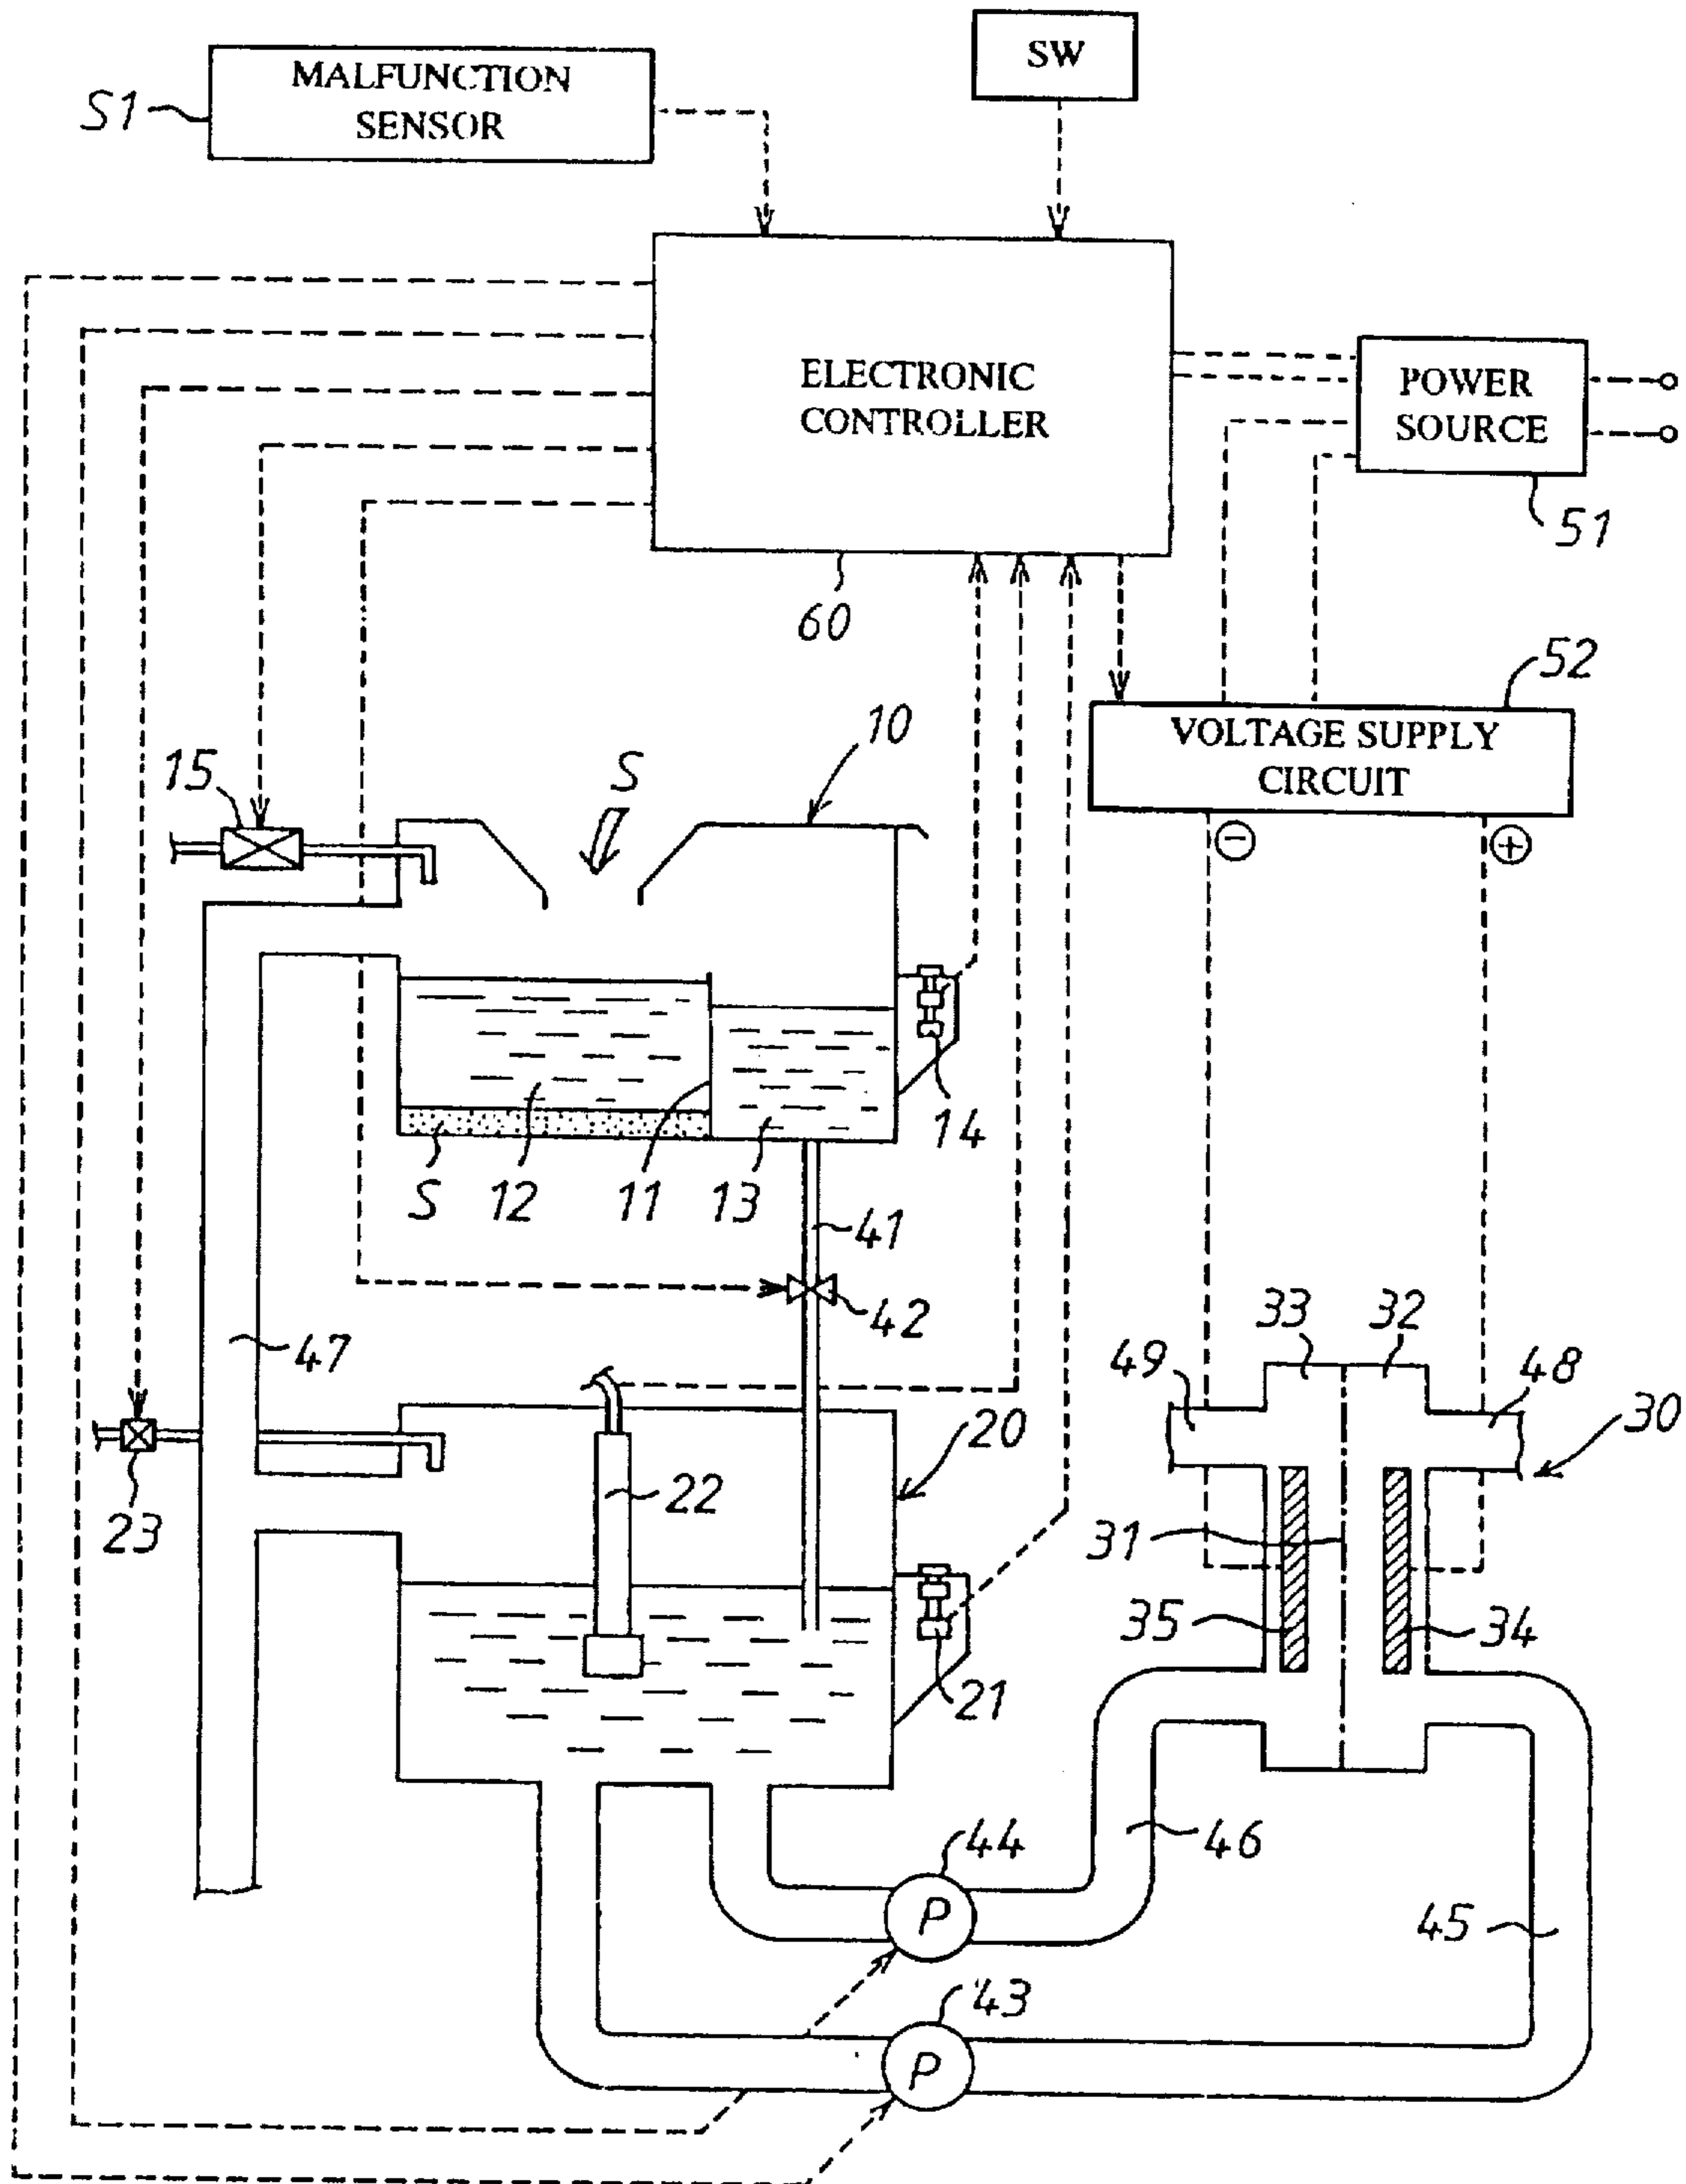 SW
MALFUNCTION
SENSOR
S1
ELECTRONIC
CONTROLLER
POWER
SOURCE
51
60
52
VOLTAGE SUPPLY
CIRCUIT
10
15
S
−
+
14
S
12
11
13
41
42
33
32
47
49
48
30
20
22
23
31
35
34
21
44
46
P
45
43
P